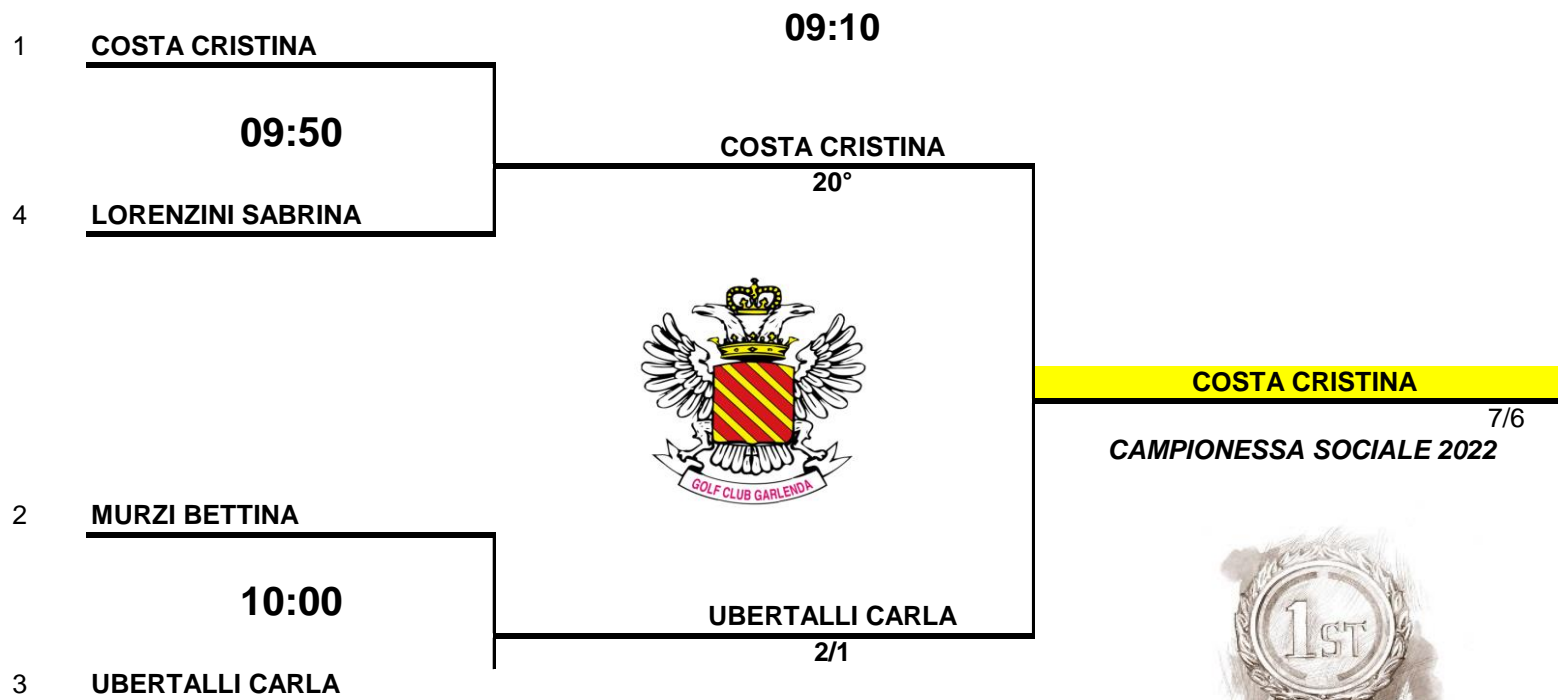 09:10
1 COSTA CRISTINA
09:50
COSTA CRISTINA
20°
4 LORENZINI SABRINA
GOLF CLUB GARLENDA
COSTA CRISTINA
7/6
CAMPIONESSA SOCIALE 2022
2 MURZI BETTINA
10:00
UBERTALLI CARLA
2/1
1ST
3 UBERTALLI CARLA